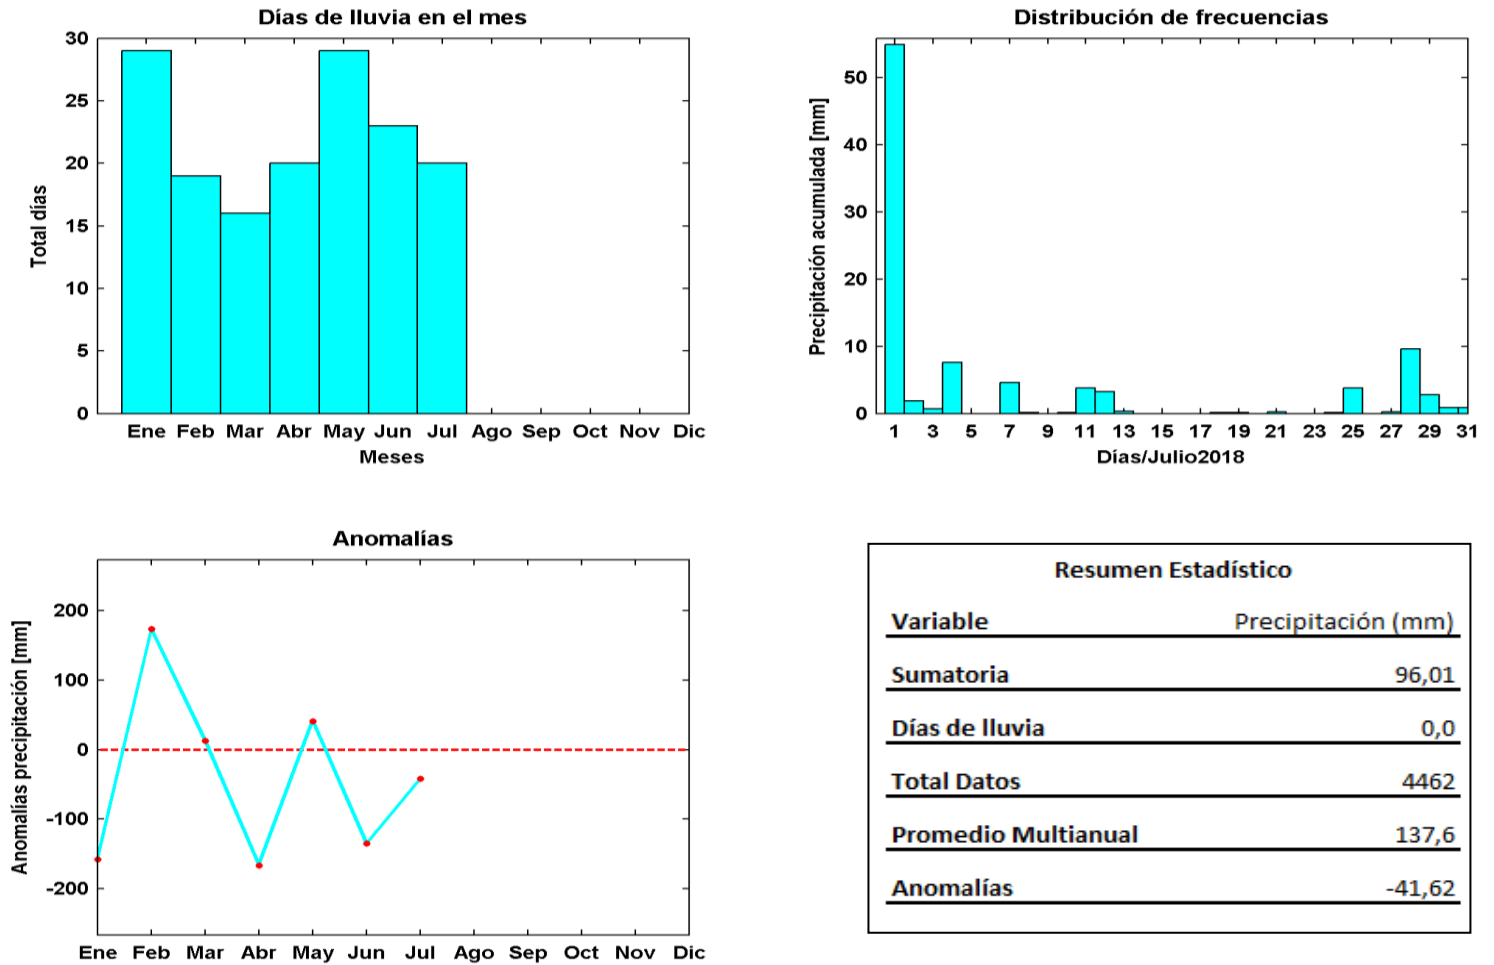 Días de lluvia en el mes
30
25
20
15
10
5
0
Total días
Ene Feb Mar Abr May Jun Jul Ago Sep Oct Nov Dic
Meses
Distribución de frecuencias
50
40
30
20
10
0
Precipitación acumulada [mm]
1 3 5 7 9 11 13 15 17 19 21 23 25 27 29 31
Días/Julio2018
Anomalías
200
100
0
-100
-200
Anomalías precipitación [mm]
Ene Feb Mar Abr May Jun Jul Ago Sep Oct Nov Dic
Resumen Estadístico
Variable Precipitación (mm)
Sumatoria 96,01
Días de lluvia 0,0
Total Datos 4462
Promedio Multianual 137,6
Anomalías -41,62